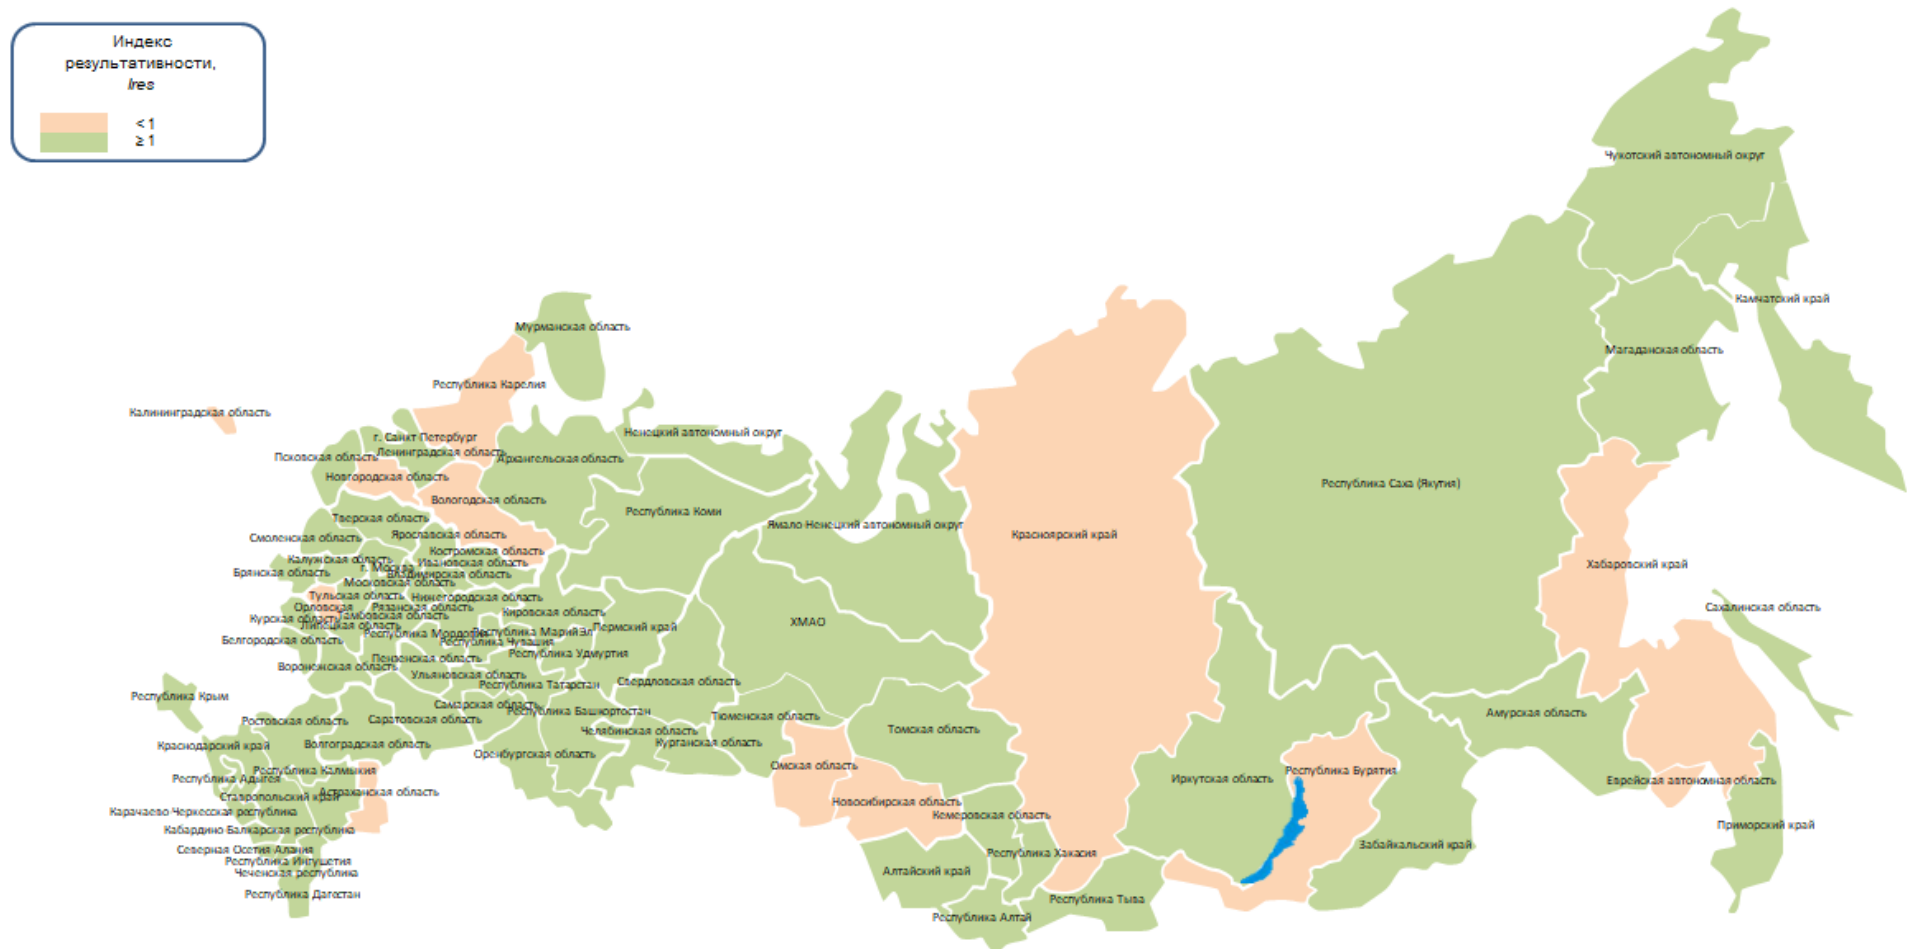 Индекс
результативности,
Ires
< 1
≥ 1
Чукотский автономный округ
Камчатский край
Мурманская область
Магаданская область
Республика Карелия
Калининградская область
Ненецкий автономный округ
г. Санкт Петербург
Ленинградская область
Псковская область
Архангельская область
Новгородская область
Республика Саха (Якутия)
Вологодская область
Республика Коми
Тверская область
Ямало Ненецкий автономный округ
Ярославская область
Красноярский край
Смоленская область
Костромская область
Калужская область
Ивановская область
Хабаровский край
г. Москва
Брянская область
Владимирская область
Московская область
Тульская область
Нижегородская область
Орловская
Рязанская область
Сахалинская область
Кировская область
Курская область
Тамбовская область
Липецкая область
ХМАО
Пермский край
Республика Мордовия
Республика МарийЭл
Белгородская область
Республика Чувашия
Республика Удмуртия
Пензенская область
Воронежская область
Ульяновская область
Свердловская область
Республика Татарстан
Республика Крым
Самарская область
Республика Башкортостан
Амурская область
Тюменская область
Ростовская область
Саратовская область
Томская область
Челябинская область
Краснодарский край
Волгоградская область
Курганская область
Оренбургская область
Омская область
Республика Калмыкия
Республика Бурятия
Республика Адыгея
Иркутская область
Еврейская автономная область
Астраханская область
Ставропольский край
Новосибирская область
Карачаево Черкесская республика
Кемеровская область
Приморский край
Кабардино Балкарская республика
Забайкальский край
Северная Осетия Алания
Республика Хакасия
Республика Ингушетия
Чеченская республика
Алтайский край
Республика Дагестан
Республика Тыва
Республика Алтай